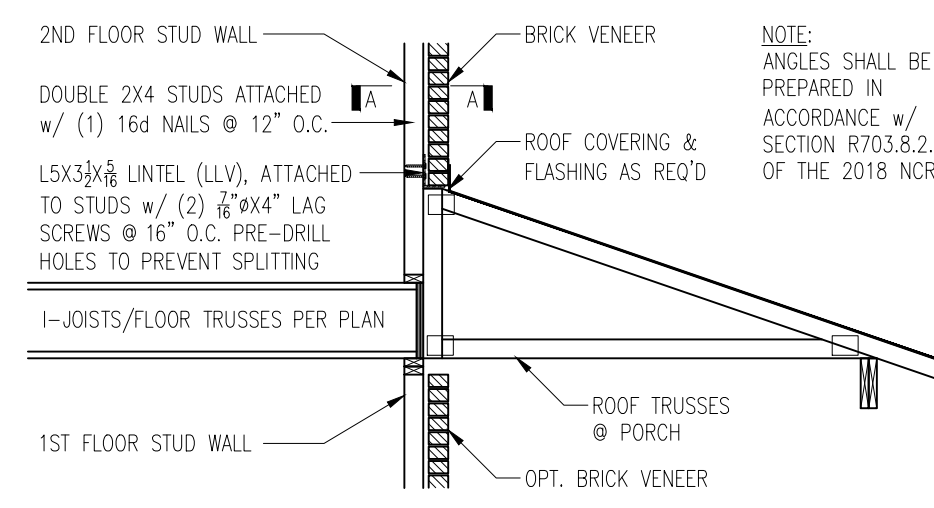 2ND FLOOR STUD WALL
DOUBLE 2X4 STUDS ATTACHED
w/ (1) 16d NAILS @ 12" O.C.
L5X3½X5/16 LINTEL (LLV), ATTACHED
TO STUDS w/ (2) 7/16"øX4" LAG
SCREWS @ 16" O.C. PRE-DRILL
HOLES TO PREVENT SPLITTING
I-JOISTS/FLOOR TRUSSES PER PLAN
1ST FLOOR STUD WALL
A
A
BRICK VENEER
ROOF COVERING &
FLASHING AS REQ'D
ROOF TRUSSES
@ PORCH
OPT. BRICK VENEER
NOTE:
ANGLES SHALL BE
PREPARED IN
ACCORDANCE w/
SECTION R703.8.2.
OF THE 2018 NCR